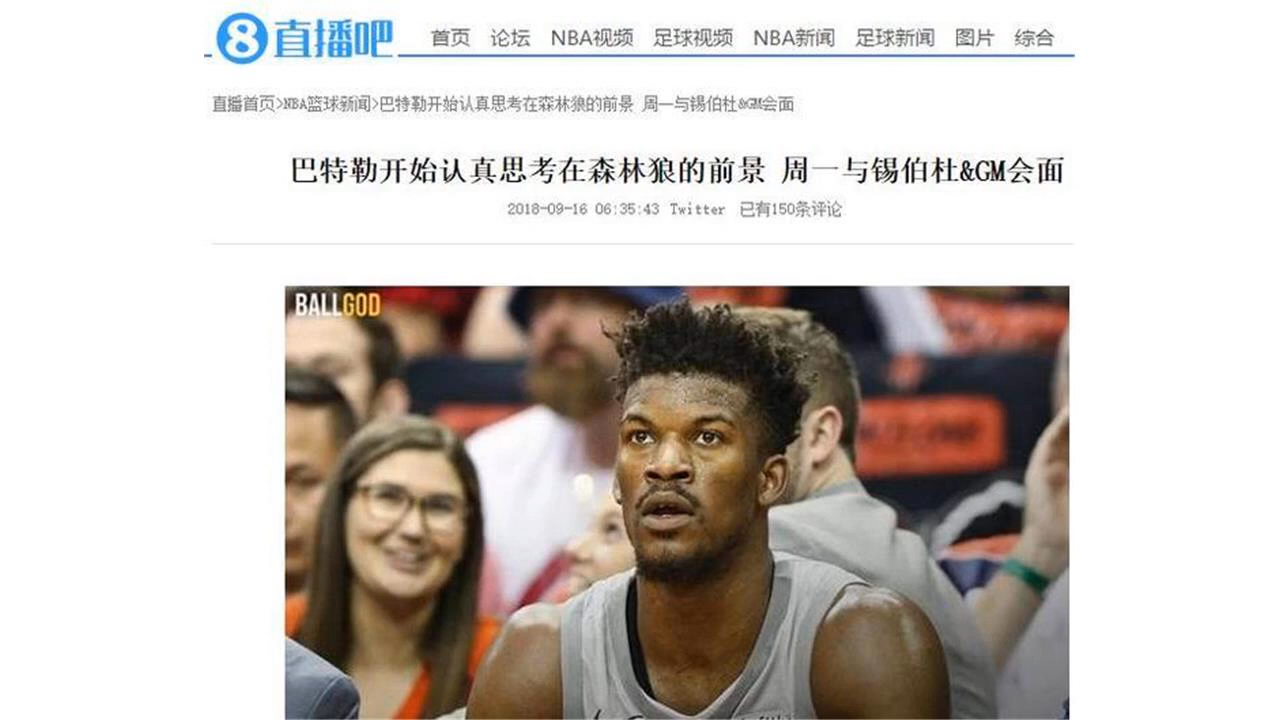 8直播吧 首页 论坛 NBA视频 足球视频 NBA新闻 足球新闻 图片 综合
直播首页>NBA篮球新闻>巴特勒开始认真思考在森林狼的前景 周一与锡伯杜&GM会面
巴特勒开始认真思考在森林狼的前景 周一与锡伯杜&GM会面
2018-09-16 06:35:43 Twitter 已有150条评论
BALLGOD